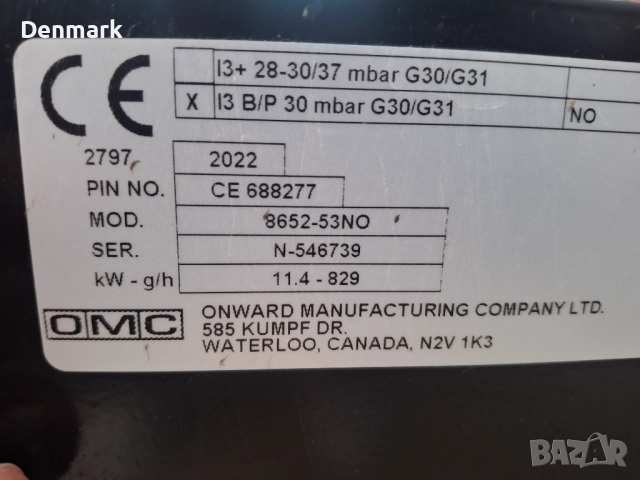 Denmark
CE
I3+ 28-30/37 mbar G30/G31
X I3 B/P 30 mbar G30/G31 NO
2797 2022
PIN NO. CE 688277
MOD. 8652-53NO
SER. N-546739
kW - g/h 11.4 - 829
OMC
ONWARD MANUFACTURING COMPANY LTD.
585 KUMPF DR.
WATERLOO, CANADA, N2V 1K3
BAZAR